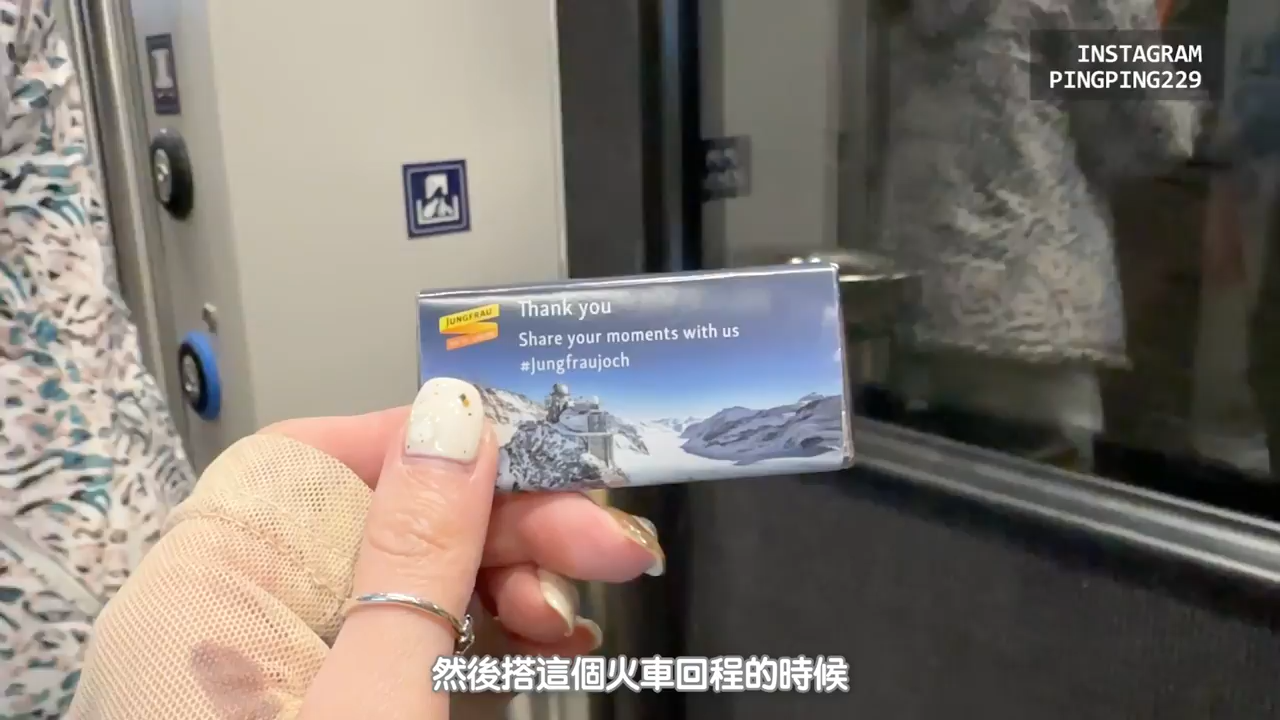 INSTAGRAM
PINGPING229
JUNGFRAU
Thank you
Share your moments with us
#Jungfraujoch
然後搭這個火車回程的時候